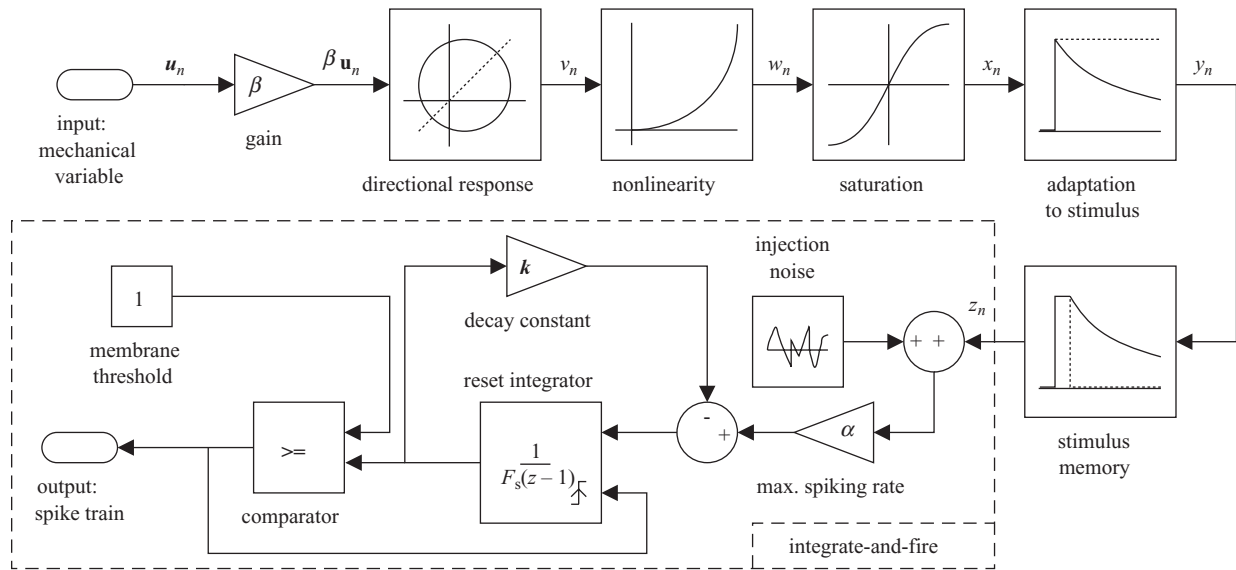 u_n
β u_n
v_n
w_n
x_n
y_n
β
input:
mechanical
variable
gain
directional response
nonlinearity
saturation
adaptation
to stimulus
injection
noise
k
z_n
1
decay constant
+ +
membrane
threshold
reset integrator
-
+
α
stimulus
memory
>=
1
F_s(z – 1)
max. spiking rate
output:
spike train
comparator
integrate-and-fire